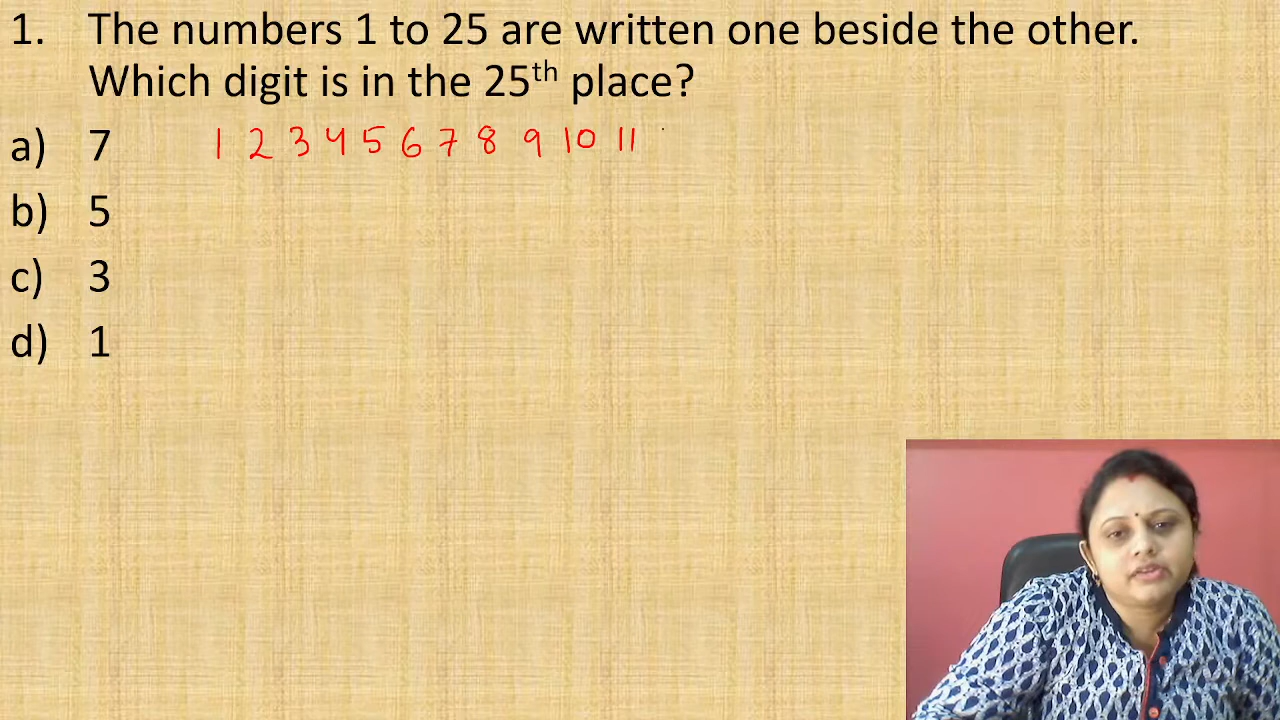 1. The numbers 1 to 25 are written one beside the other.
Which digit is in the 25th place?
a) 7 1 2 3 4 5 6 7 8 9 10 11
b) 5
c) 3
d) 1